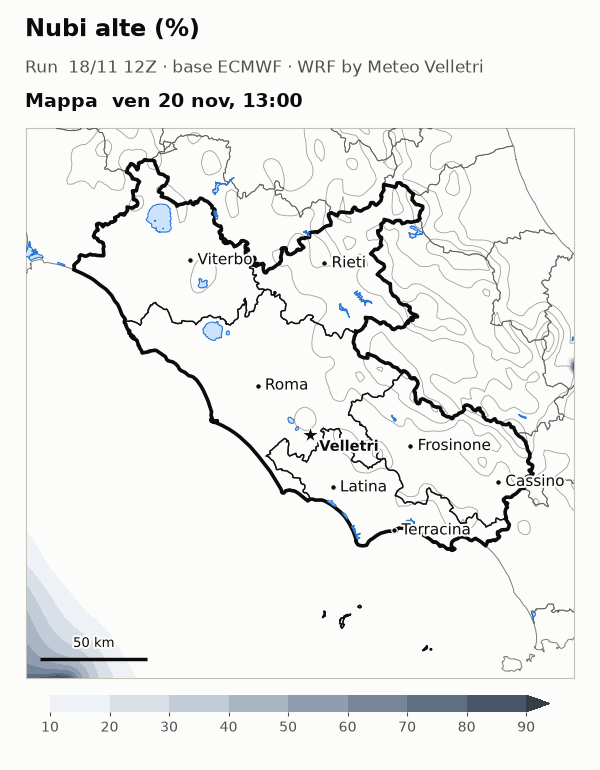 Nubi alte (%)
Run  18/11 12Z · base ECMWF · WRF by Meteo Velletri
Mappa  ven 20 nov, 13:00
Viterbo
Rieti
Roma
Velletri
Frosinone
Latina
Cassino
Terracina
50 km
10 20 30 40 50 60 70 80 90